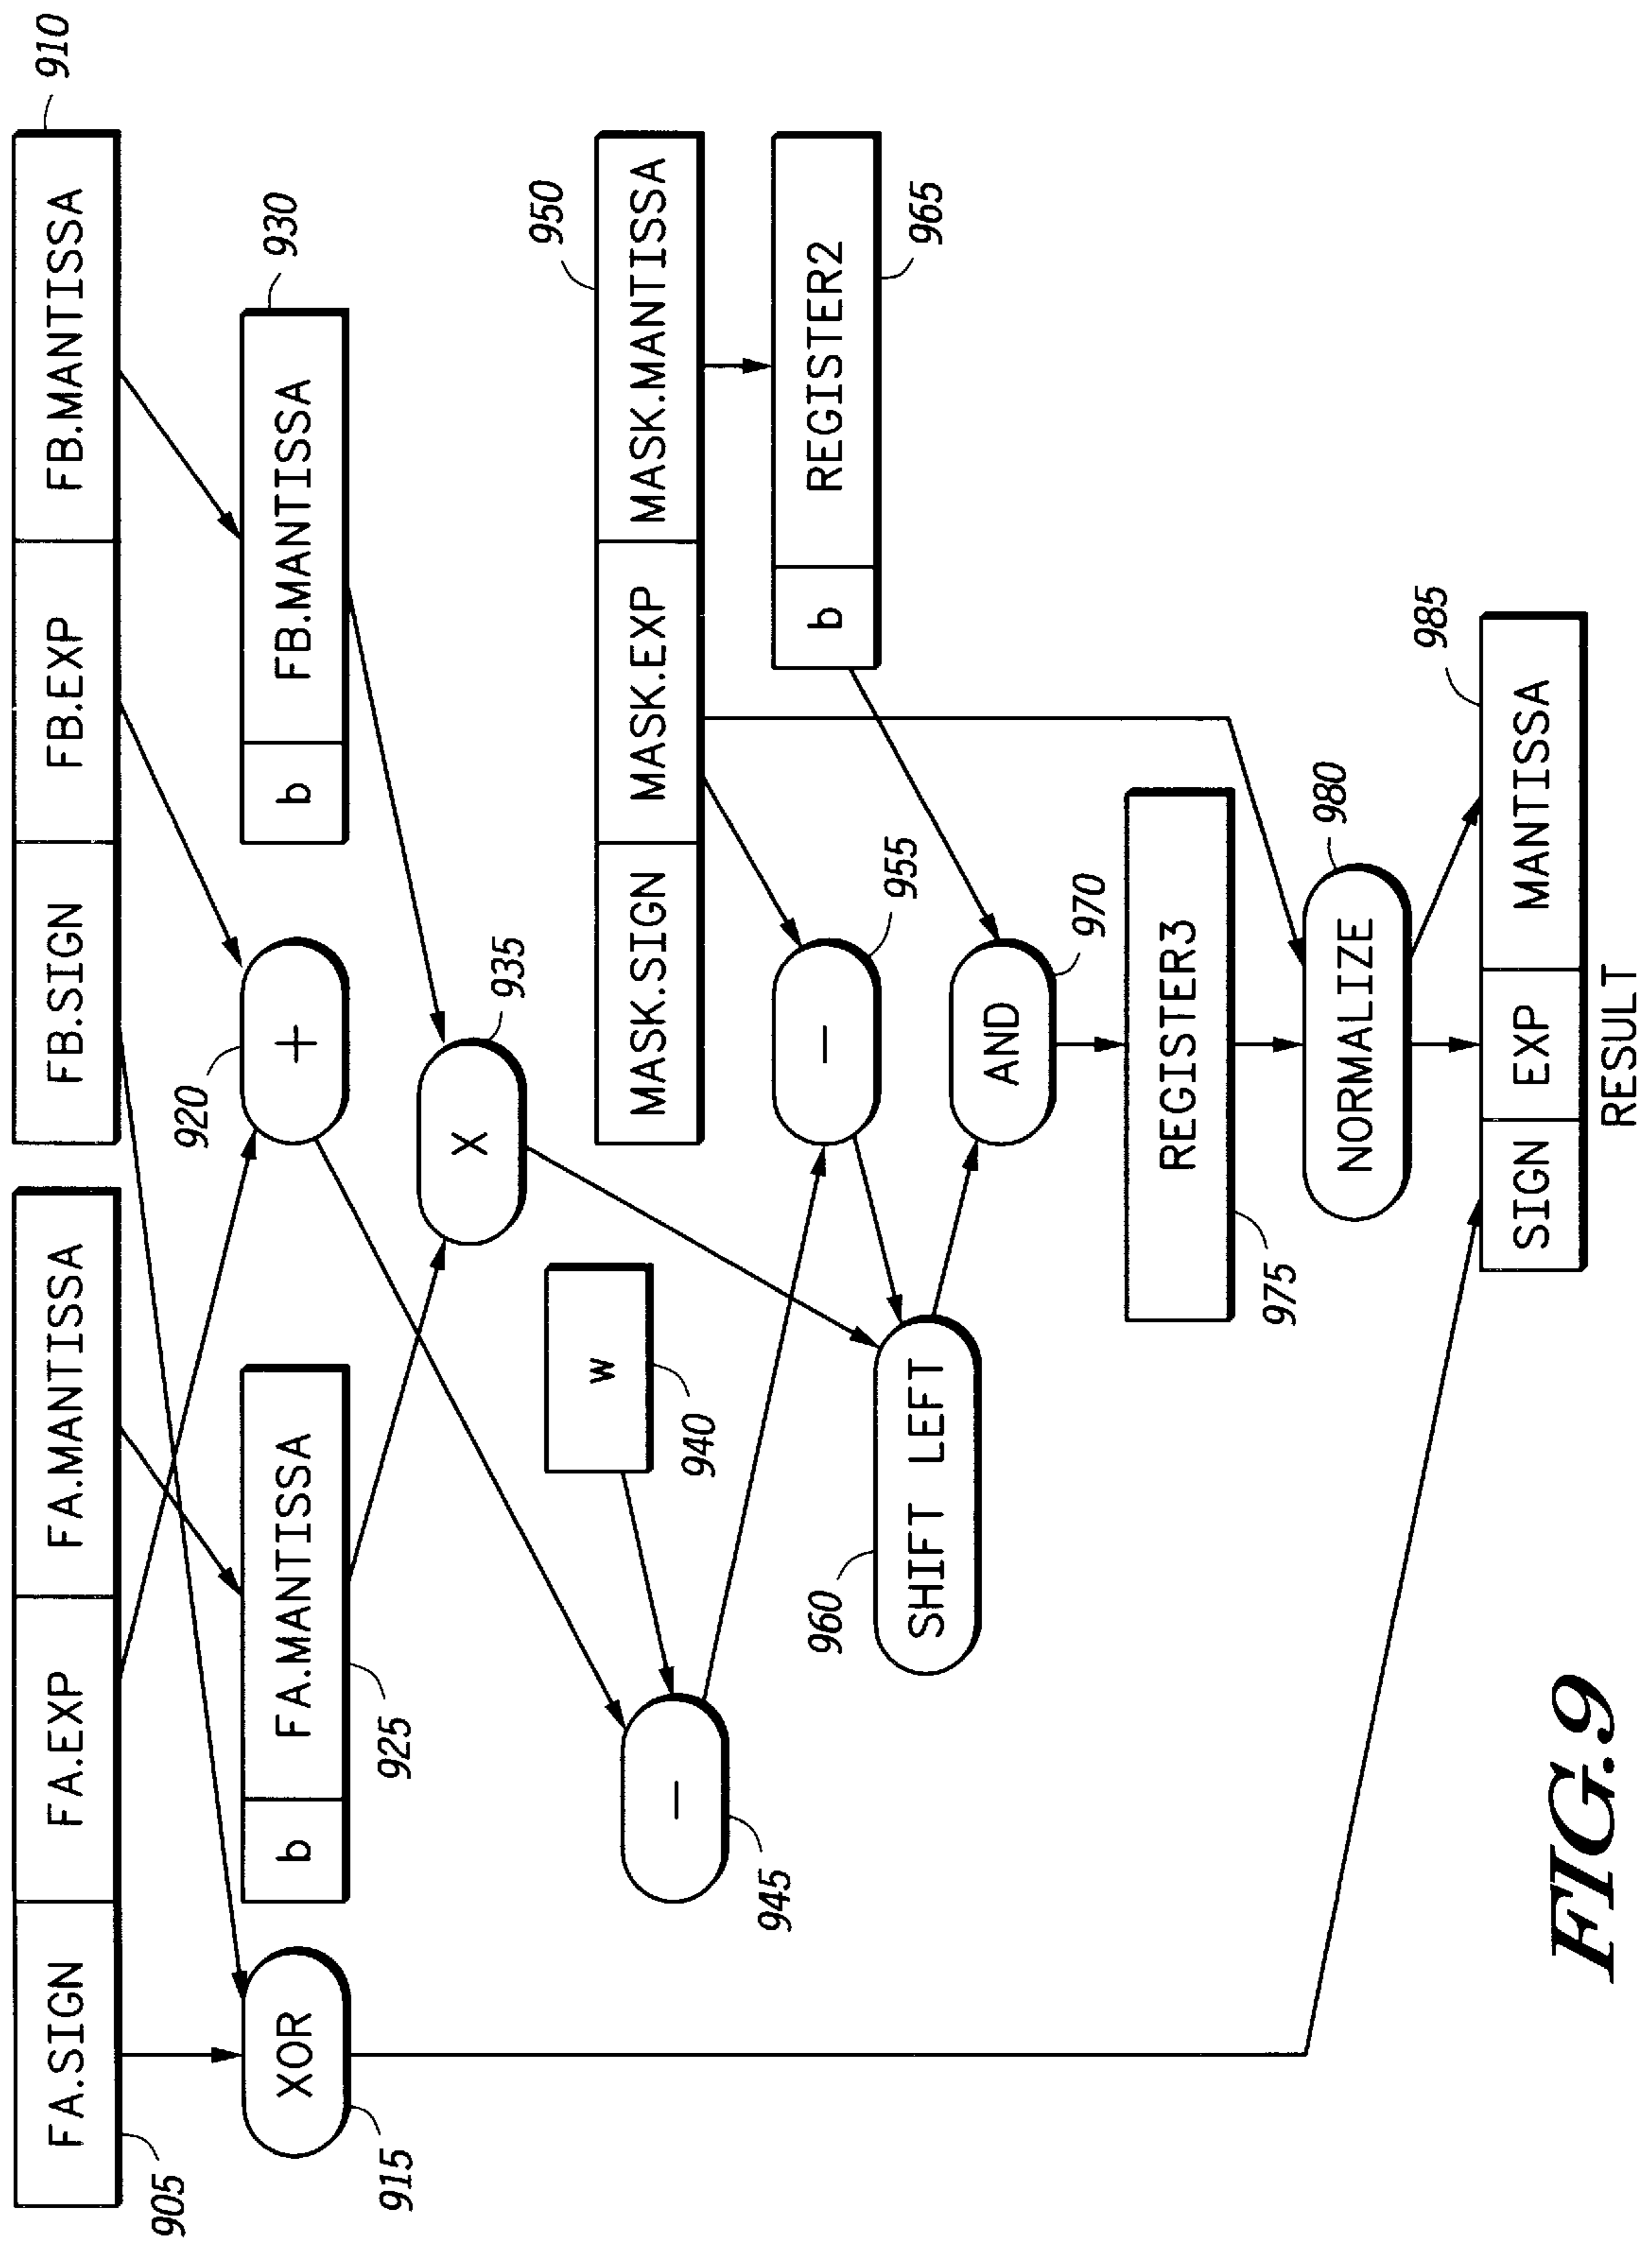 910
FA.SIGN FA.EXP FA.MANTISSA FB.SIGN FB.EXP FB.MANTISSA
905
920
930
XOR b FA.MANTISSA + b FB.MANTISSA
915
925
935
X
940
950
w
945
−
MASK.SIGN MASK.EXP MASK.MANTISSA
955
960
965
− b REGISTER2
SHIFT LEFT
970
AND
975
REGISTER3
980
NORMALIZE
985
SIGN EXP MANTISSA
RESULT
FIG.9